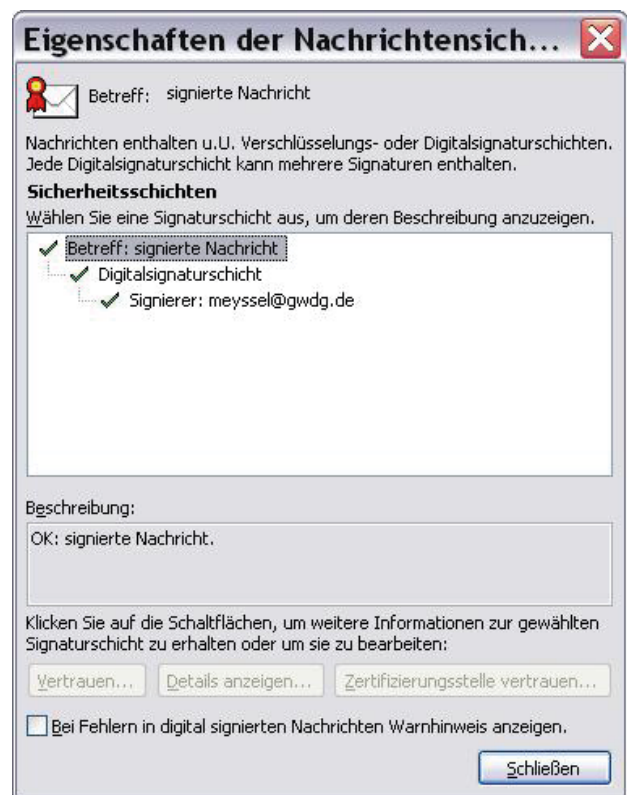 Eigenschaften der Nachrichtensich...
Betreff: signierte Nachricht
Nachrichten enthalten u.U. Verschlüsselungs- oder Digitalsignaturschichten.
Jede Digitalsignaturschicht kann mehrere Signaturen enthalten.
Sicherheitsschichten
Wählen Sie eine Signaturschicht aus, um deren Beschreibung anzuzeigen.
Betreff: signierte Nachricht
Digitalsignaturschicht
Signierer: meyssel@gwdg.de
Beschreibung:
OK: signierte Nachricht.
Klicken Sie auf die Schaltflächen, um weitere Informationen zur gewählten
Signaturschicht zu erhalten oder um sie zu bearbeiten:
Vertrauen... Details anzeigen... Zertifizierungsstelle vertrauen...
Bei Fehlern in digital signierten Nachrichten Warnhinweis anzeigen.
Schließen